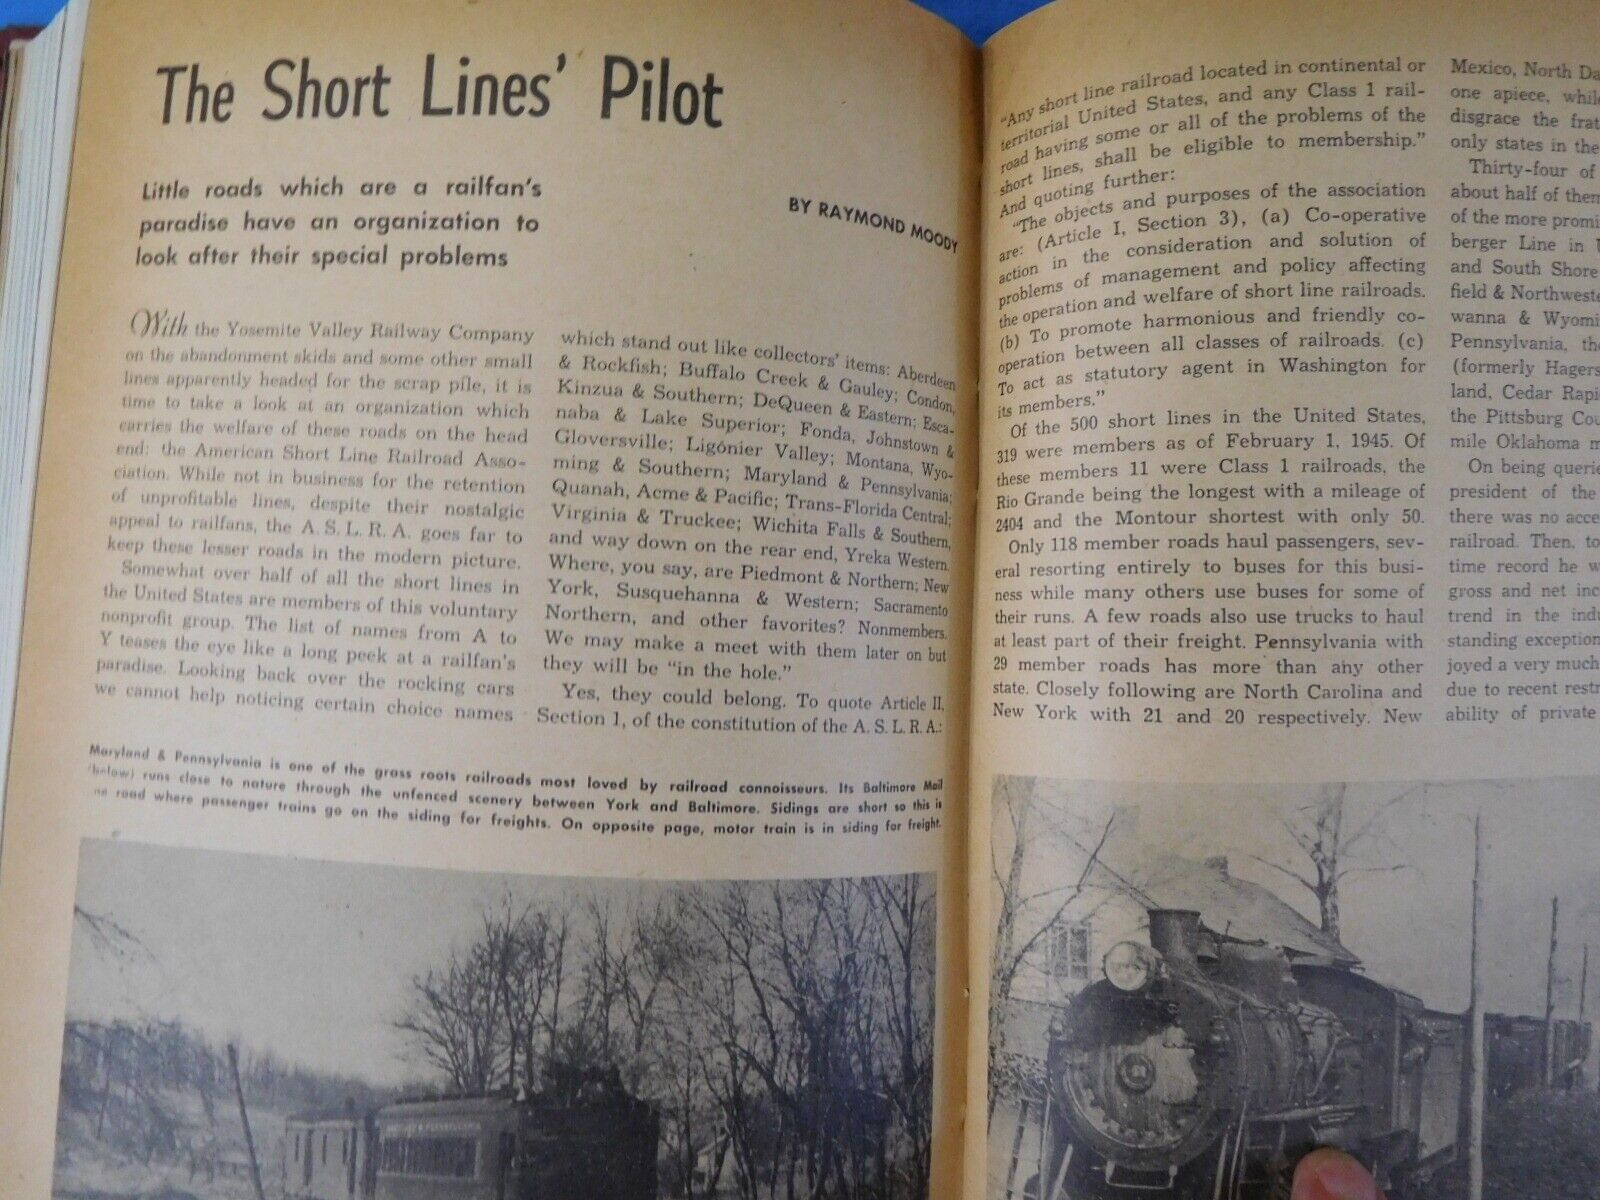 The Short Lines' Pilot
Little roads which are a railfan's
paradise have an organization to
look after their special problems
BY RAYMOND MOODY
With the Yosemite Valley Railway Company
on the abandonment skids and some other small
lines apparently headed for the scrap pile, it is
time to take a look at an organization which
carries the welfare of these roads on the head
end: the American Short Line Railroad Asso-
ciation. While not in business for the retention
of unprofitable lines, despite their nostalgic
appeal to railfans, the A. S. L. R. A. goes far to
keep these lesser roads in the modern picture.
Somewhat over half of all the short lines in
the United States are members of this voluntary
nonprofit group. The list of names from A to
Y teases the eye like a long peek at a railfan's
paradise. Looking back over the rocking cars
we cannot help noticing certain choice names
which stand out like collectors' items: Aberdeen
& Rockfish; Buffalo Creek & Gauley; Condon,
Kinzua & Southern; DeQueen & Eastern; Esca-
naba & Lake Superior; Fonda, Johnstown &
Gloversville; Ligonier Valley; Montana, Wyo-
ming & Southern; Maryland & Pennsylvania;
Quanah, Acme & Pacific; Trans-Florida Central;
Virginia & Truckee; Wichita Falls & Southern,
and way down on the rear end, Yreka Western.
Where, you say, are Piedmont & Northern; New
York, Susquehanna & Western; Sacramento
Northern, and other favorites? Nonmembers.
We may make a meet with them later on but
they will be "in the hole."
Yes, they could belong. To quote Article II,
Section 1, of the constitution of the A. S. L. R. A.:
Maryland & Pennsylvania is one of the grass roots railroads most loved by railroad connoisseurs. Its Baltimore Mail
(below) runs close to nature through the unfenced scenery between York and Baltimore. Sidings are short so this is
road where passenger trains go on the siding for freights. On opposite page, motor train is in siding for freight.
"Any short line railroad located in continental or
territorial United States, and any Class 1 rail-
road having some or all of the problems of the
short lines, shall be eligible to membership."
And quoting further:
"The objects and purposes of the association
are: (Article I, Section 3), (a) Co-operative
action in the consideration and solution of
problems of management and policy affecting
the operation and welfare of short line railroads.
(b) To promote harmonious and friendly co-
operation between all classes of railroads. (c)
To act as statutory agent in Washington for
its members."
Of the 500 short lines in the United States,
319 were members as of February 1, 1945. Of
these members 11 were Class 1 railroads, the
Rio Grande being the longest with a mileage of
2404 and the Montour shortest with only 50.
Only 118 member roads haul passengers, sev-
eral resorting entirely to buses for this busi-
ness while many others use buses for some of
their runs. A few roads also use trucks to haul
at least part of their freight. Pennsylvania with
29 member roads has more than any other
state. Closely following are North Carolina and
New York with 21 and 20 respectively. New
Mexico, North Da
one apiece, while
disgrace the frat
only states in the
Thirty-four of
about half of them
of the more promi
berger Line in
and South Shore
field & Northweste
wanna & Wyomi
Pennsylvania, the
(formerly Hagers
land, Cedar Rapi
the Pittsburg Cou
mile Oklahoma m
On being querie
president of the
there was no acce
railroad. Then, to
time record he w
gross and net inc
trend in the indu
standing exception
joyed a very much
due to recent restr
ability of private